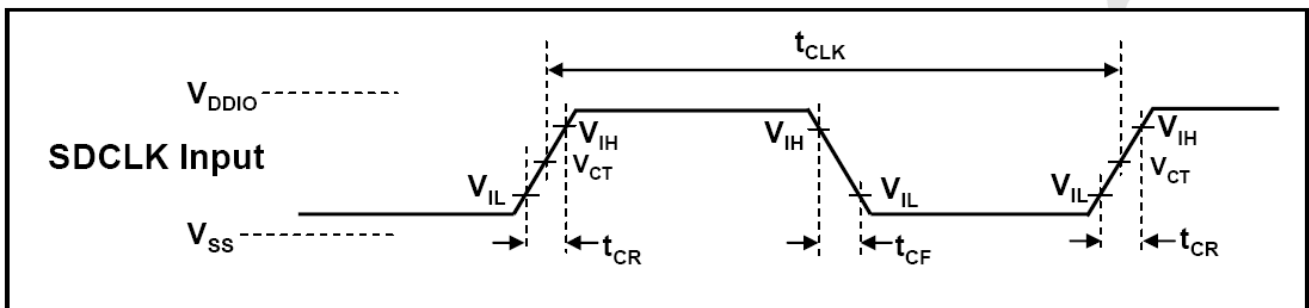 tCLK
VDDIO
VIH VIH VIH
SDCLK Input
VCT VCT
VIL VIL VIL
VSS
tCR tCF tCR